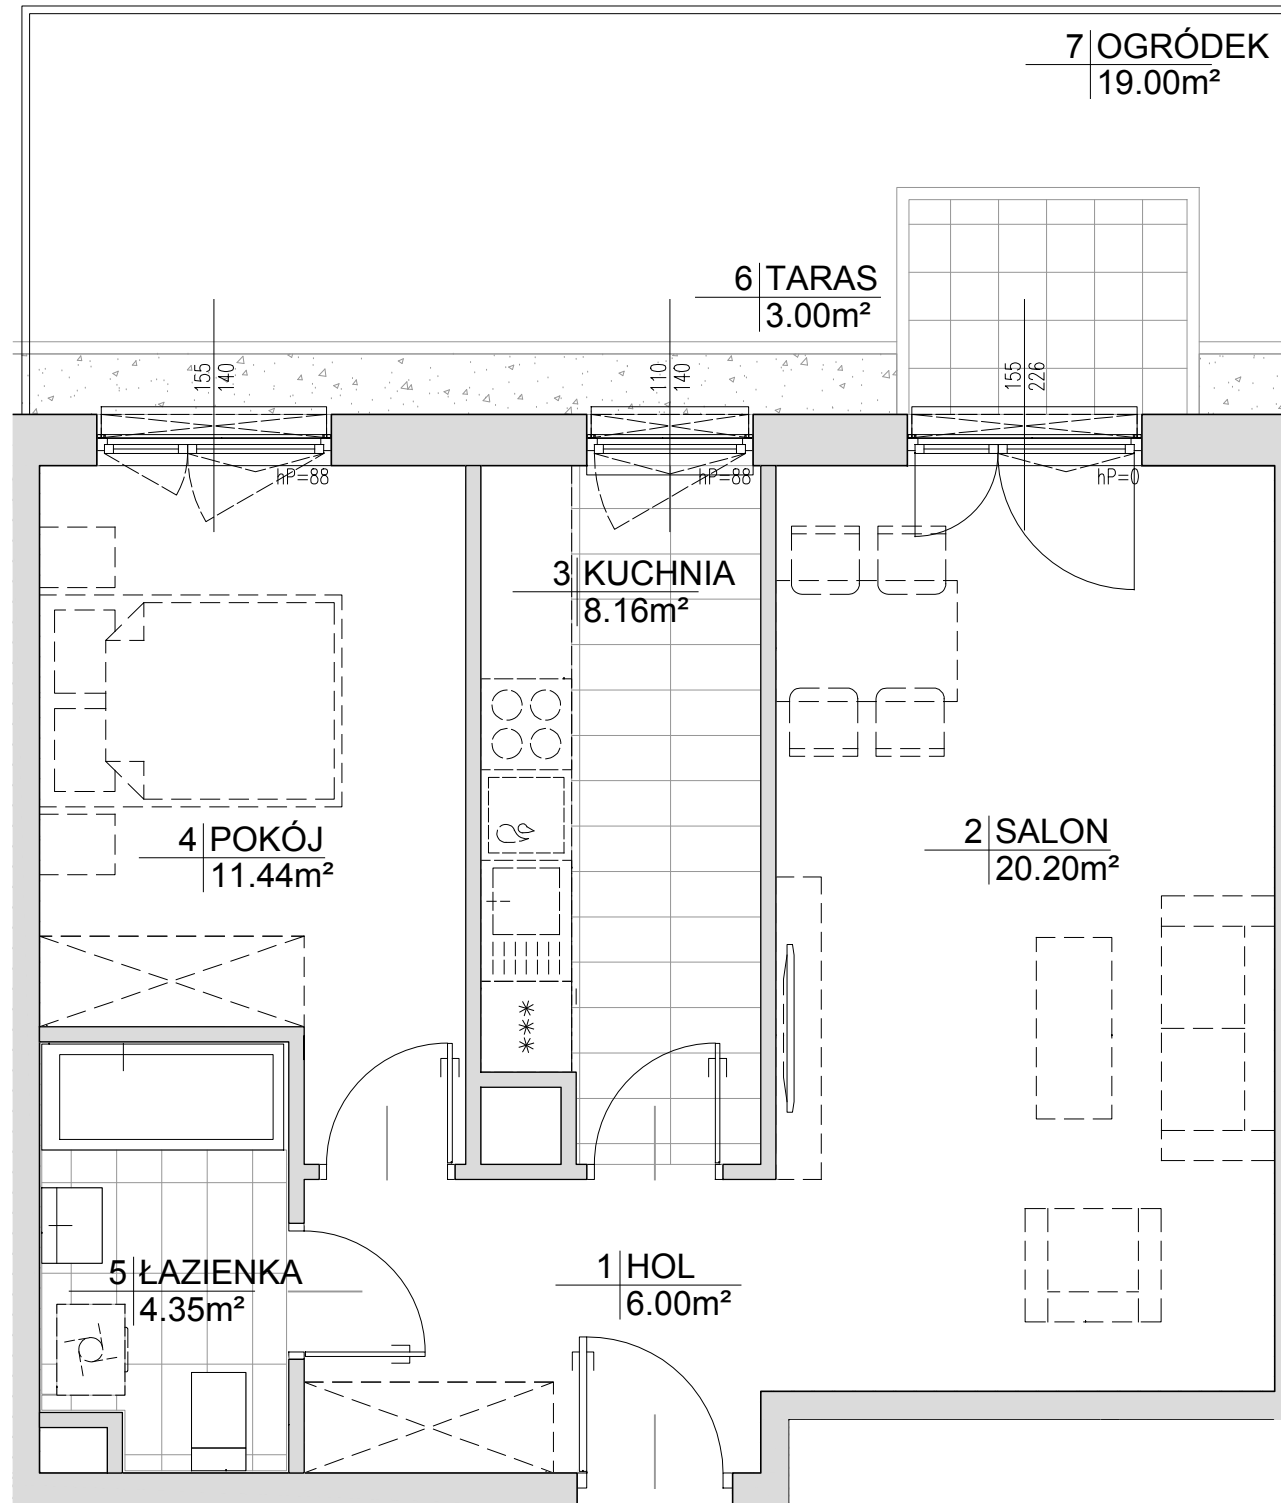 7 OGRÓDEK
19.00m²
6 TARAS
3.00m²
155
140
110
140
155
226
hP=88
hP=88
hP=0
3 KUCHNIA
8.16m²
4 POKÓJ
11.44m²
2 SALON
20.20m²
***
5 ŁAZIENKA
4.35m²
1 HOL
6.00m²